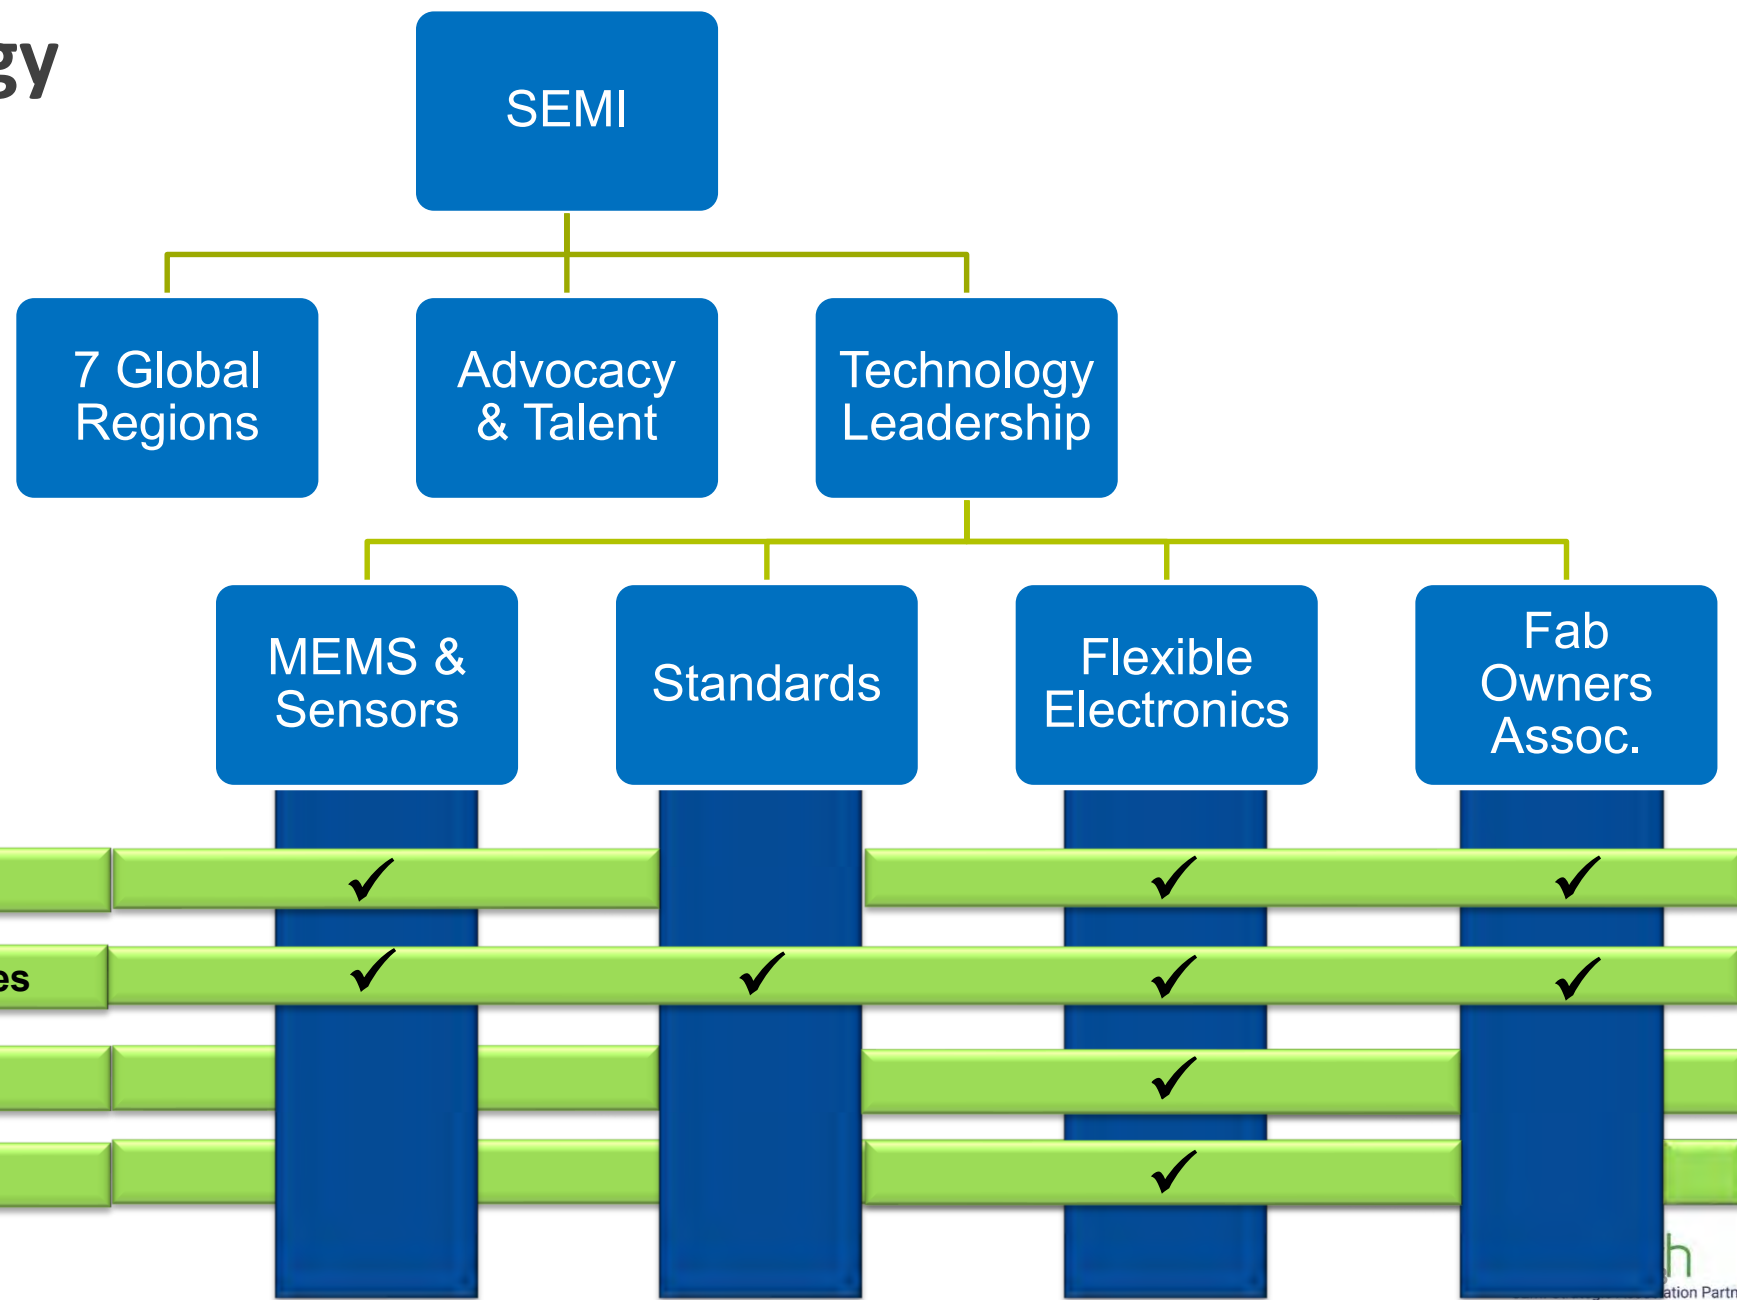 gy
SEMI
7 Global
Regions
Advocacy
& Talent
Technology
Leadership
MEMS &
Sensors
Standards
Flexible
Electronics
Fab
Owners
Assoc.
✓ ✓ ✓
es ✓ ✓ ✓ ✓
✓
✓
h
ation Partn